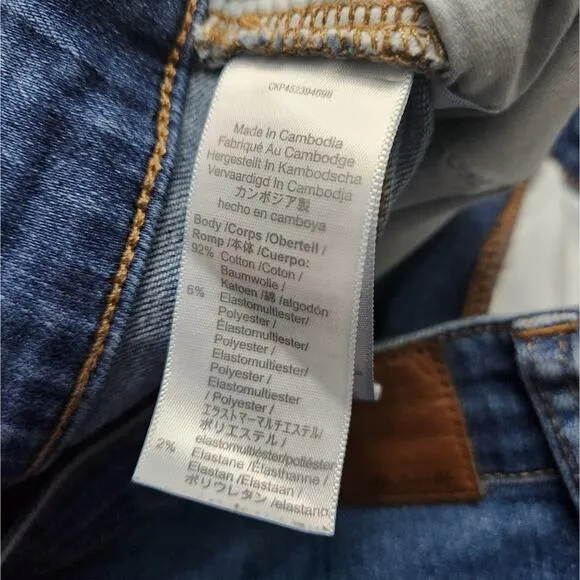 CKP452394698
Made In Cambodia
Fabriqué Au Cambodge
Hergestellt In Kambodscha
Vervaardigd In Cambodja
カンボジア製
hecho en camboya
Body /Corps /Oberteil /
Romp /本体 /Cuerpo:
92% Cotton /Coton /
Baumwolle /
Katoen /綿 /algodón
6% Elastomultiester/
Polyester /
Élastomultiester/
Polyester /
Elastomultiester/
Polyester /
Elastomultiester
/ Polyester /
エラストマーマルチエステル/
ポリエステル /
elastomultiéster/poliéster
2% Elastane /Élasthanne /
Elastan /Elastaan /
ポリウレタン /elastano